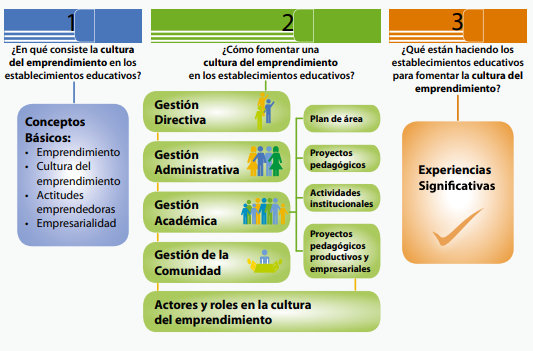 1
¿En qué consiste la cultura
del emprendimiento en los
establecimientos educativos?
Conceptos
Básicos:
• Emprendimiento
• Cultura del
emprendimiento
• Actitudes
emprendedoras
• Empresarialidad
2
¿Cómo fomentar una
cultura del emprendimiento
en los establecimientos educativos?
Gestión
Directiva
Gestión
Administrativa
Gestión
Académica
Gestión de la
Comunidad
Plan de área
Proyectos
pedagógicos
Actividades
institucionales
Proyectos
pedagógicos
productivos y
empresariales
Actores y roles en la cultura
del emprendimiento
3
¿Qué están haciendo los
establecimientos educativos
para fomentar la cultura del
emprendimiento?
Experiencias
Significativas